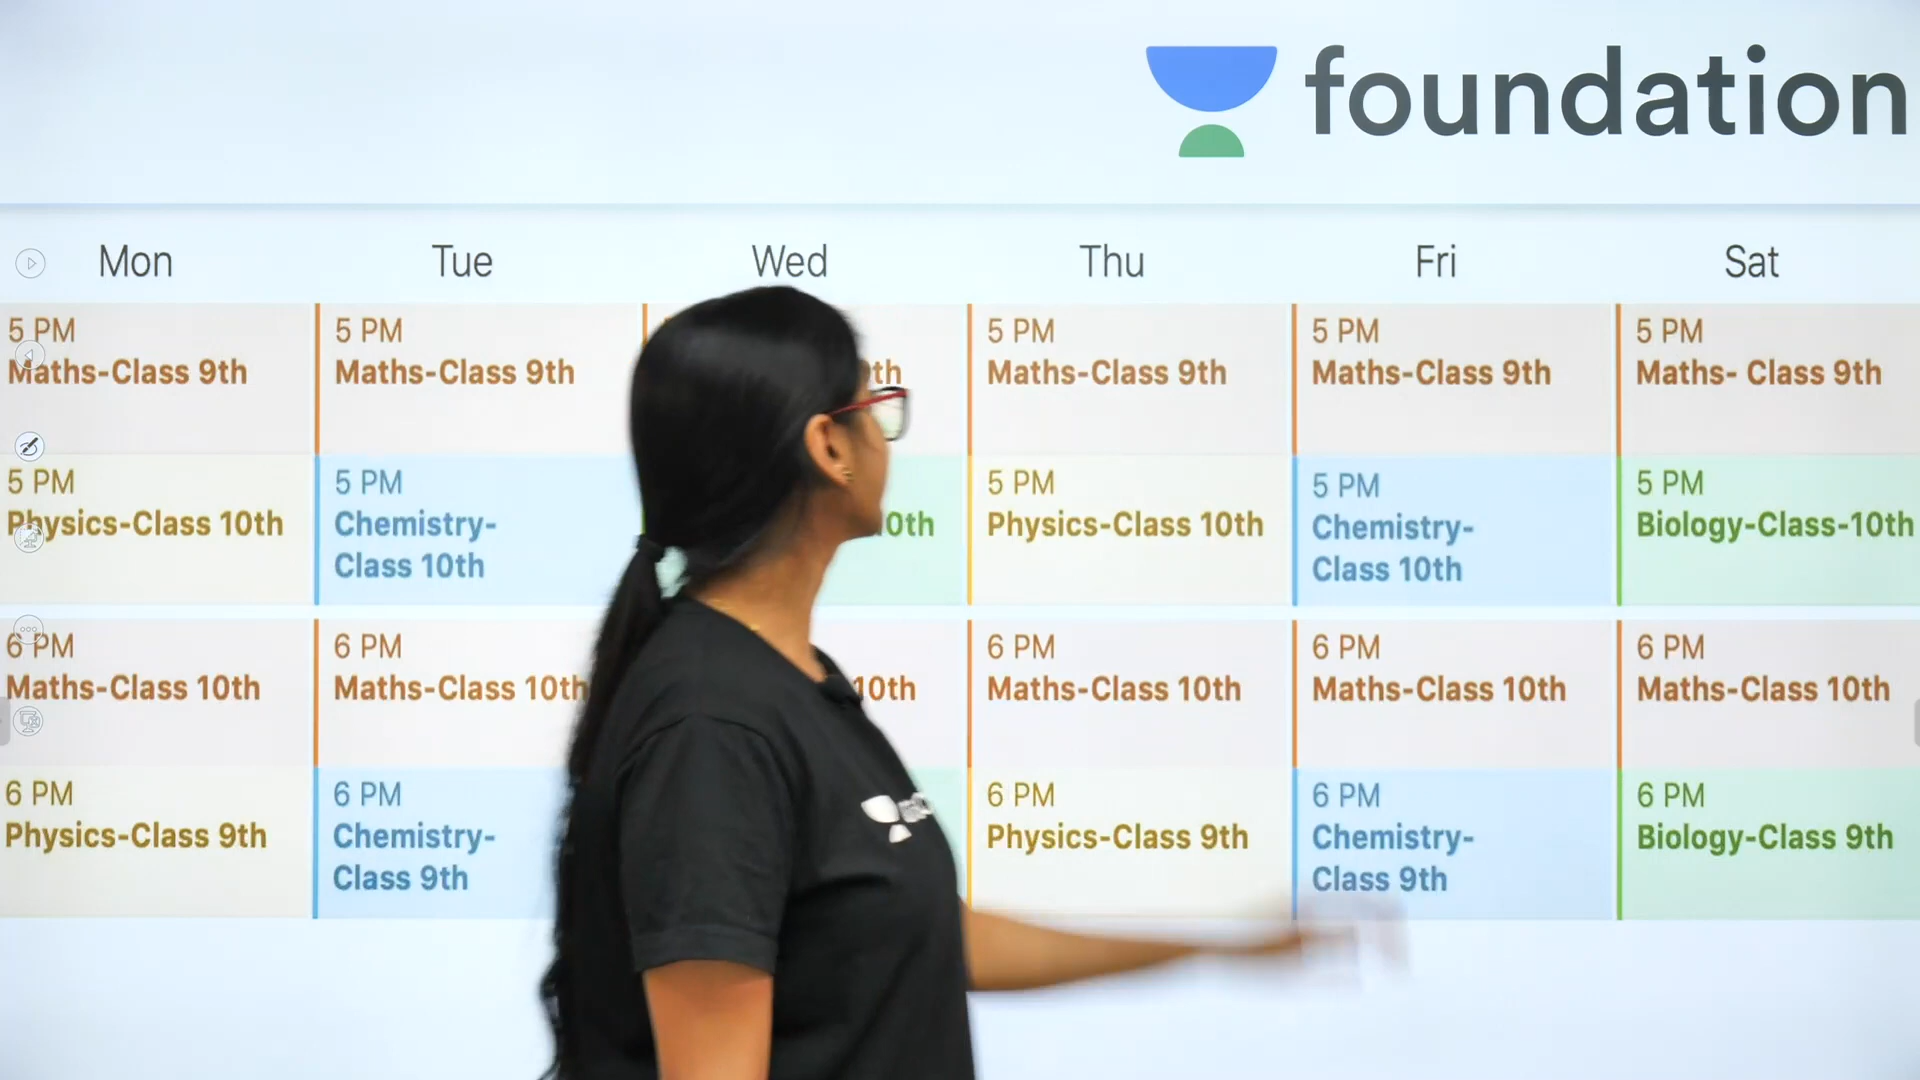 foundation
Mon Tue Wed Thu Fri Sat
5 PM
Maths-Class 9th
5 PM
Maths-Class 9th
9th
5 PM
Maths-Class 9th
5 PM
Maths-Class 9th
5 PM
Maths- Class 9th
5 PM
Physics-Class 10th
5 PM
Chemistry-
Class 10th
10th
5 PM
Physics-Class 10th
5 PM
Chemistry-
Class 10th
5 PM
Biology-Class-10th
6 PM
Maths-Class 10th
6 PM
Maths-Class 10th
10th
6 PM
Maths-Class 10th
6 PM
Maths-Class 10th
6 PM
Maths-Class 10th
6 PM
Physics-Class 9th
6 PM
Chemistry-
Class 9th
6 PM
Physics-Class 9th
6 PM
Chemistry-
Class 9th
6 PM
Biology-Class 9th